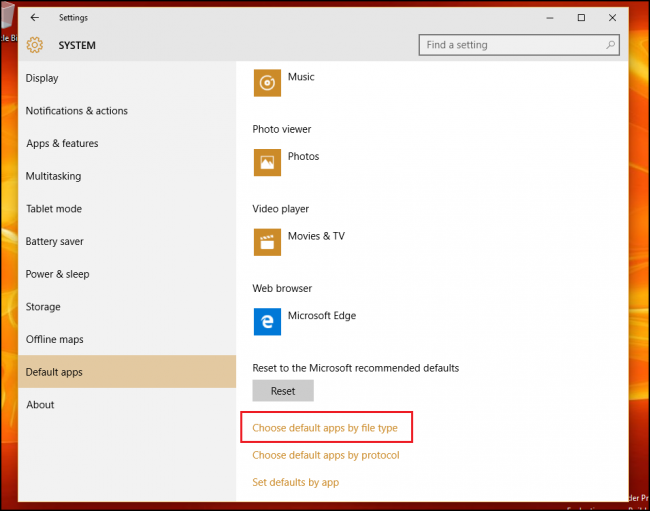 Settings
SYSTEM
Find a setting
Display
Notifications & actions
Apps & features
Multitasking
Tablet mode
Battery saver
Power & sleep
Storage
Offline maps
Default apps
About
Music
Photo viewer
Photos
Video player
Movies & TV
Web browser
Microsoft Edge
Reset to the Microsoft recommended defaults
Reset
Choose default apps by file type
Choose default apps by protocol
Set defaults by app